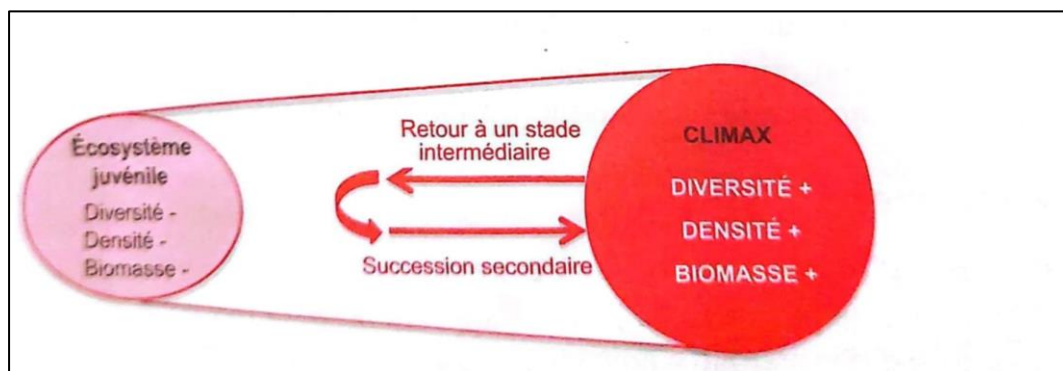 Écosystème
juvénile
Diversité -
Densité -
Biomasse -
Retour à un stade
intermédiaire
Succession secondaire
CLIMAX
DIVERSITÉ +
DENSITÉ +
BIOMASSE +